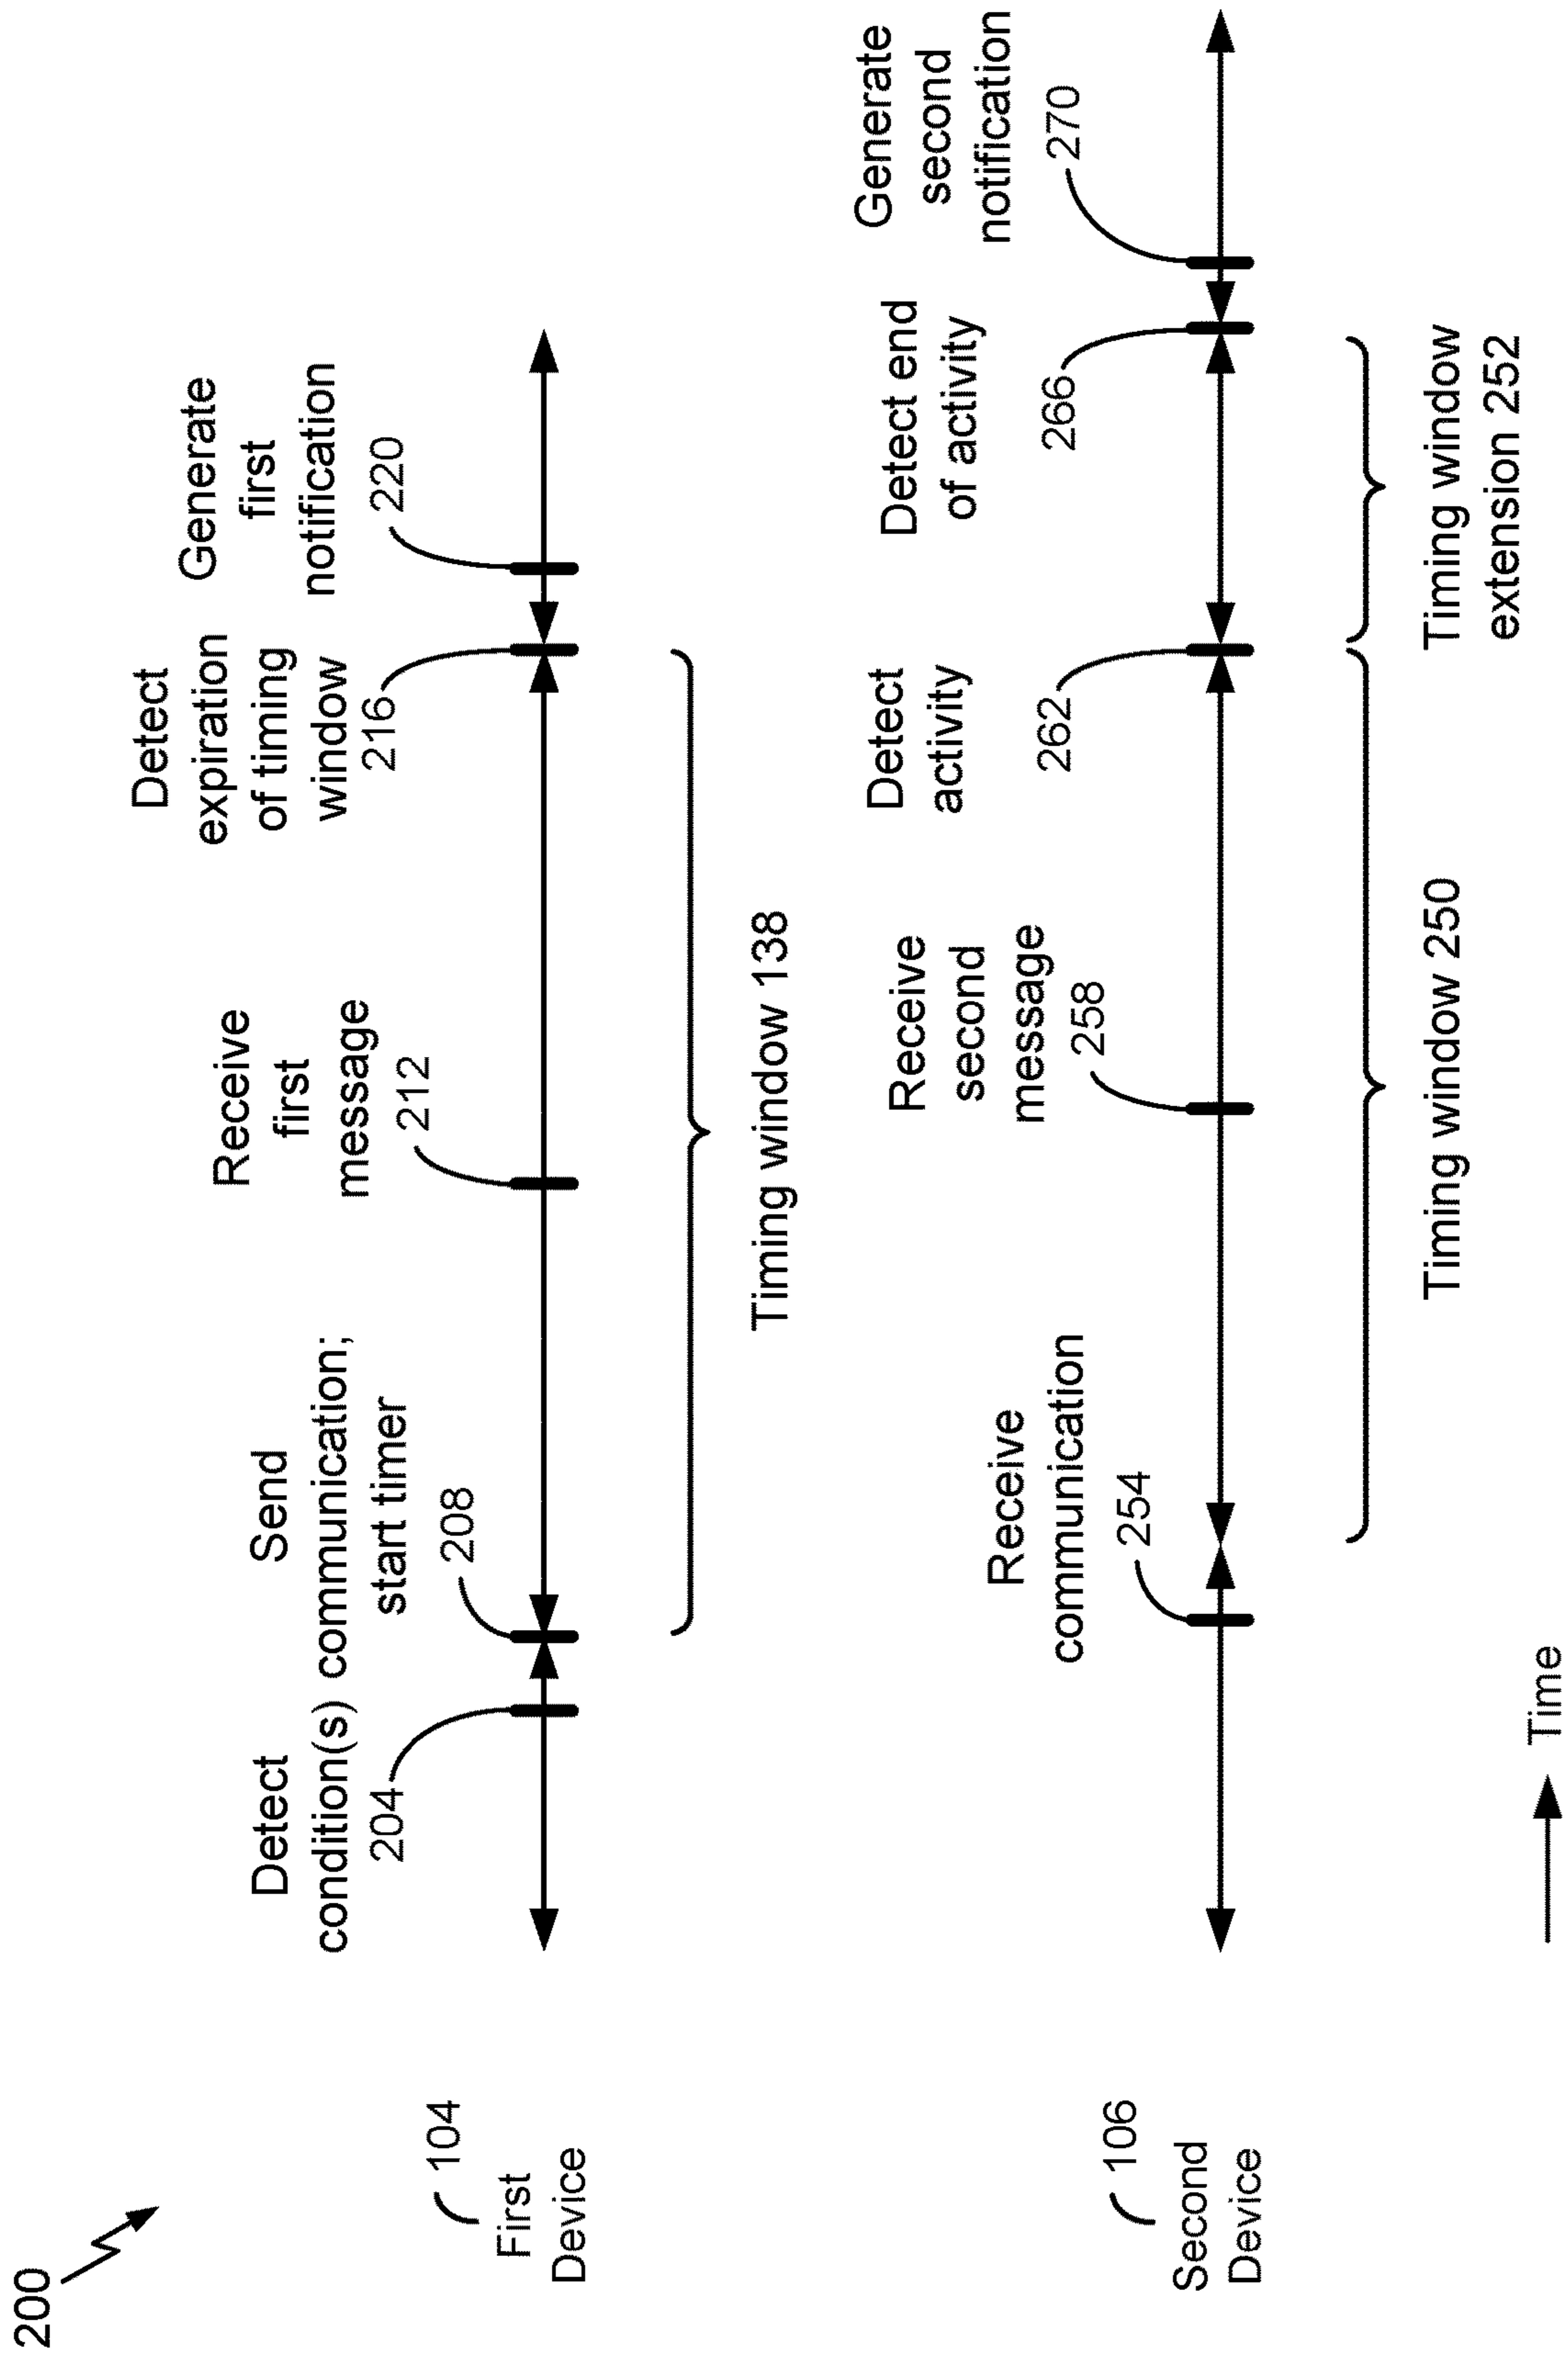 200
104
First
Device
Detect
condition(s)
204
Send
communication;
start timer
208
Receive
first
message
212
Detect
expiration
of timing
window
216
Generate
first
notification
220
Timing window 138
106
Second
Device
Receive
communication
254
Receive
second
message
258
Detect
activity
262
Detect end
of activity
266
Generate
second
notification
270
Timing window 250
Timing window
extension 252
Time